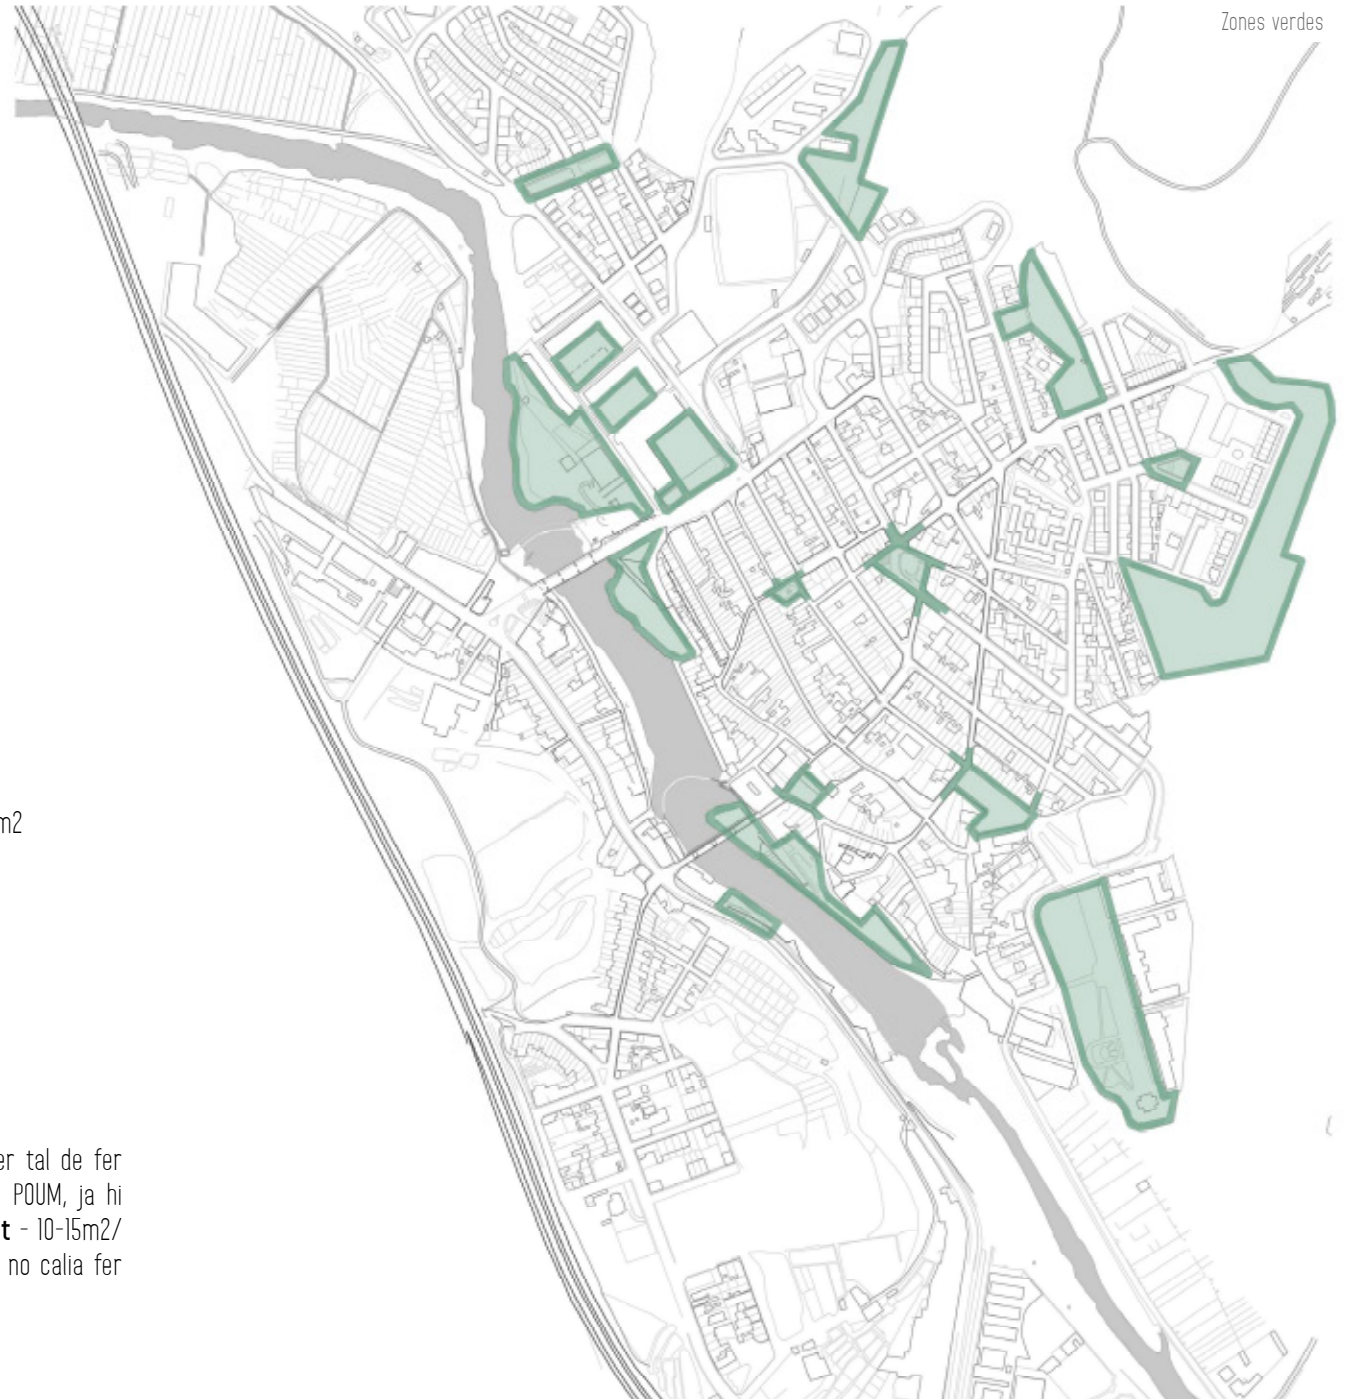 Zones verdes
m2
er tal de fer
POUM, ja hi
t - 10-15m2/
no calia fer